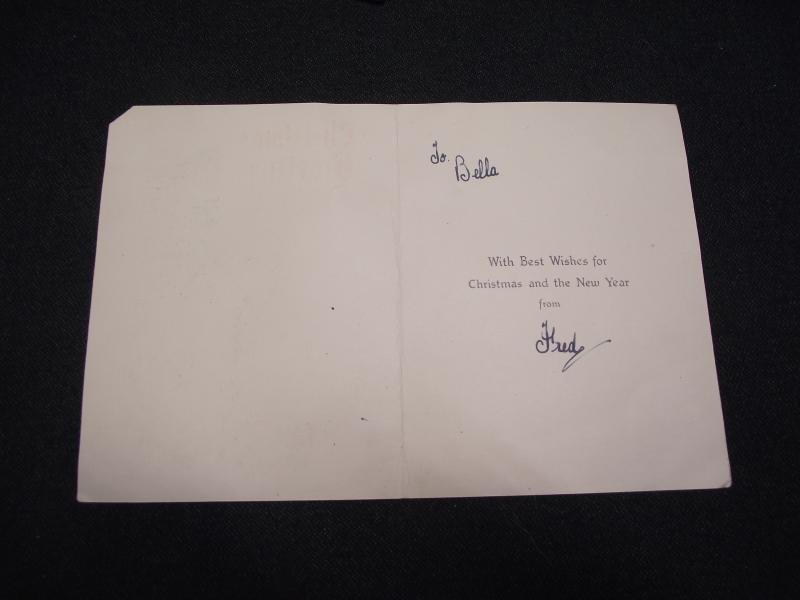 To.
Bella
With Best Wishes for
Christmas and the New Year
from
Fred